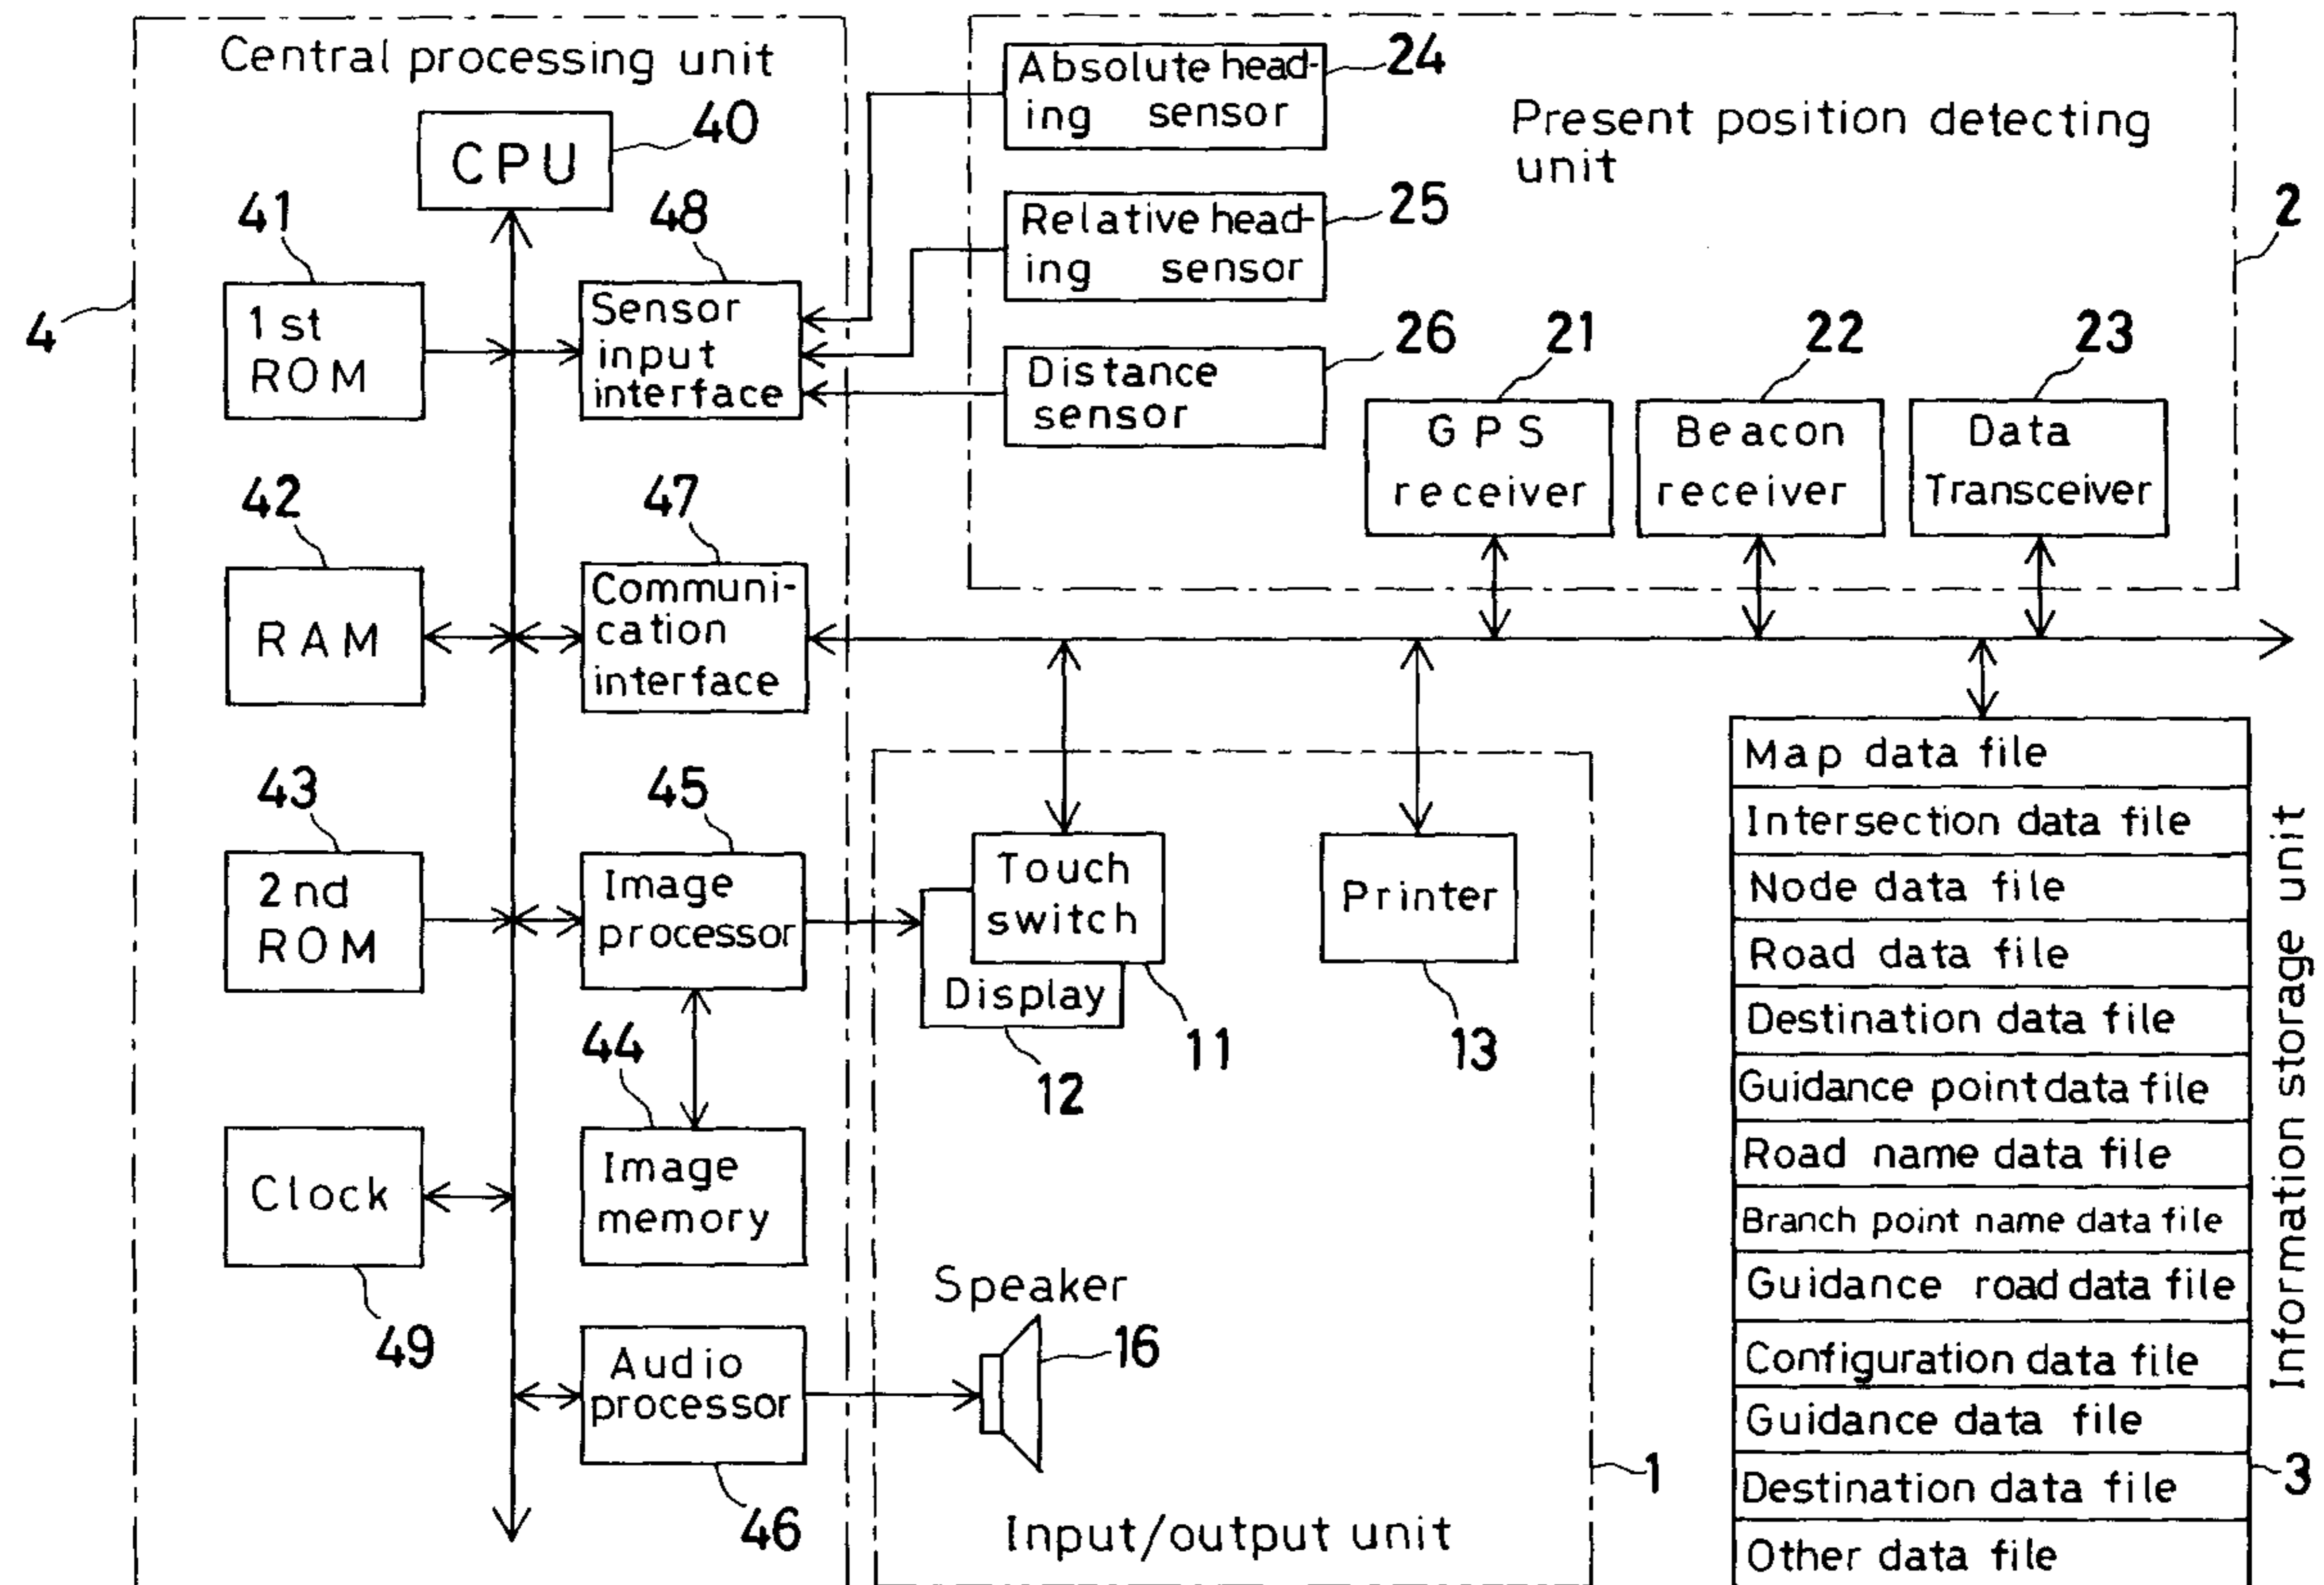 Central processing unit
40
CPU
41
1st
ROM
48
Sensor
input
interface
4
42
RAM
47
Communi-
cation
interface
43
2nd
ROM
45
Image
processor
44
Image
memory
Clock
49
Audio
processor
46
Absolute head-
ing sensor
24
Relative head-
ing sensor
25
Distance
sensor
26
Present position detecting
unit
2
21
GPS
receiver
22
Beacon
receiver
23
Data
Transceiver
Touch
switch
Display
11
12
Printer
13
Speaker
16
Input/output unit
1
Map data file
Intersection data file
Node data file
Road data file
Destination data file
Guidance point data file
Road name data file
Branch point name data file
Guidance road data file
Configuration data file
Guidance data file
Destination data file
Other data file
Information storage unit
3